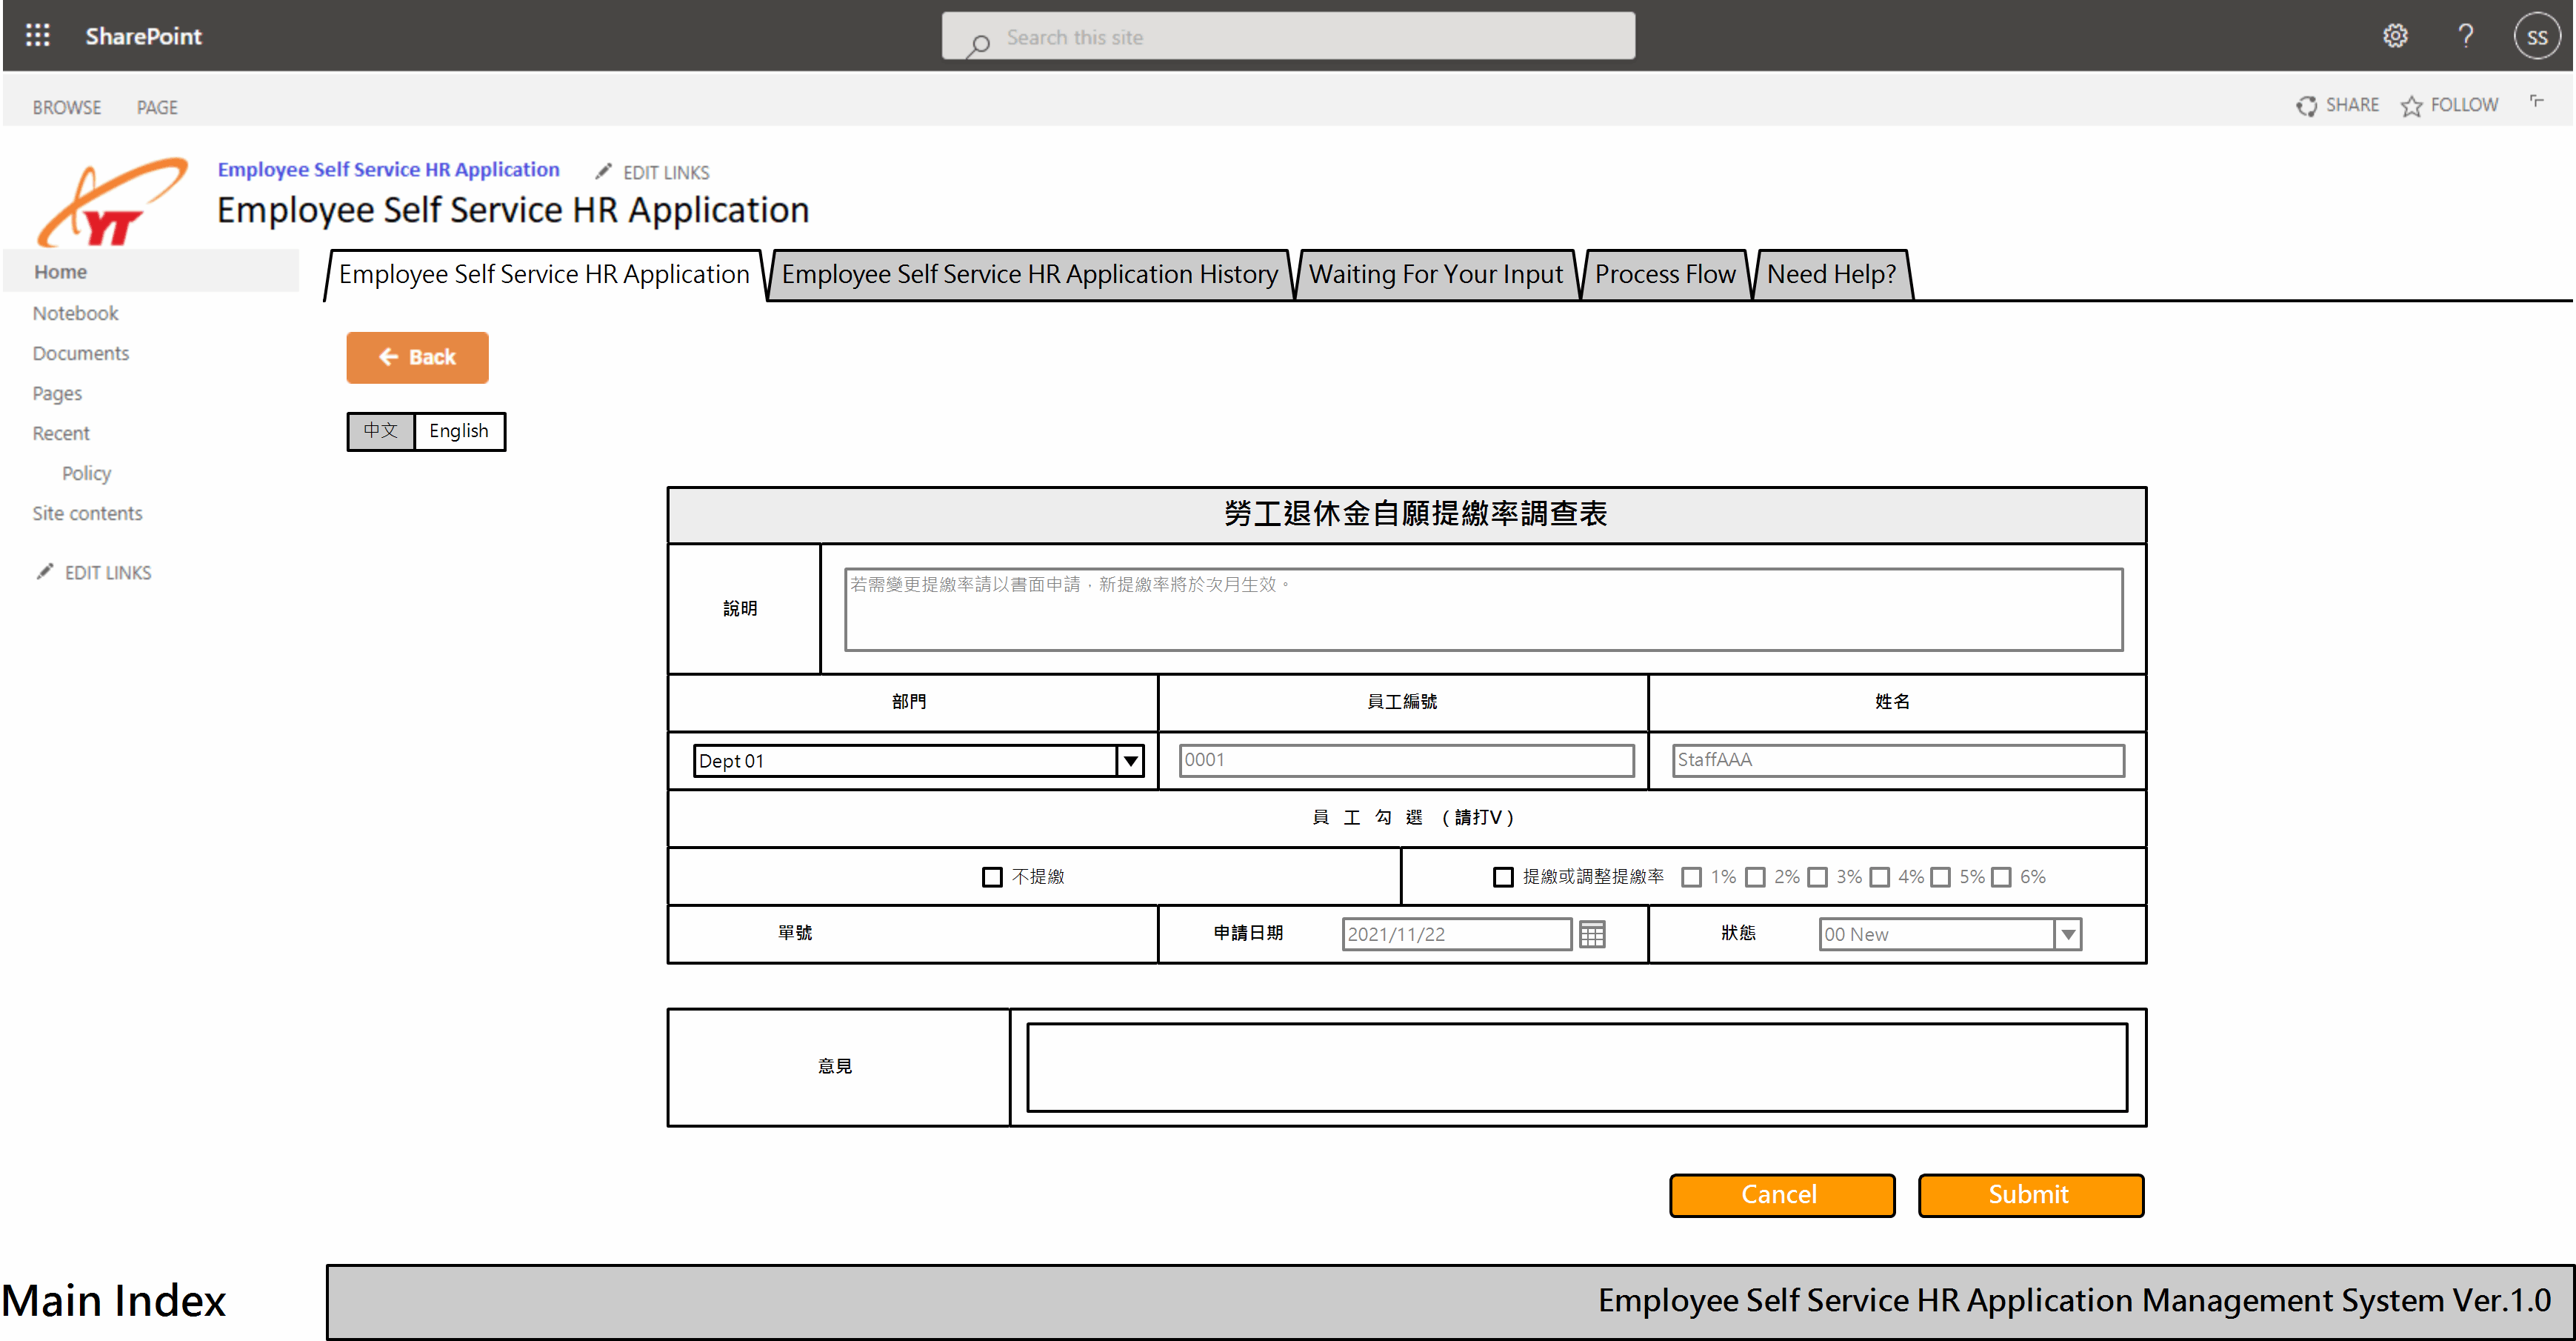 SharePoint
Search this site
SS
BROWSE PAGE
SHARE FOLLOW
YT
Employee Self Service HR Application EDIT LINKS
Employee Self Service HR Application
Home
Notebook
Documents
Pages
Recent
Policy
Site contents
EDIT LINKS
Employee Self Service HR Application Employee Self Service HR Application History Waiting For Your Input Process Flow Need Help?
Back
中文 English
勞工退休金自願提繳率調查表
說明 若需變更提繳率請以書面申請，新提繳率將於次月生效。
部門 員工編號 姓名
Dept 01 0001 StaffAAA
員 工 勾 選 （請打V）
不提繳 提繳或調整提繳率 1% 2% 3% 4% 5% 6%
單號 申請日期 2021/11/22 狀態 00 New
意見
Cancel Submit
Main Index Employee Self Service HR Application Management System Ver.1.0